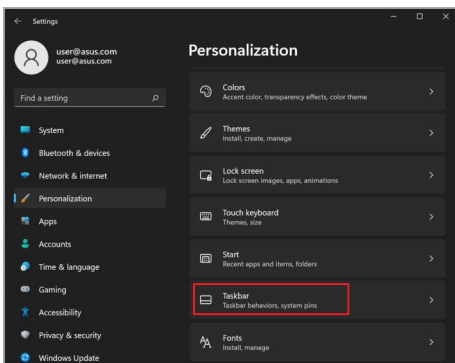 Settings
user@asus.com
user@asus.com
Find a setting
System
Bluetooth & devices
Network & internet
Personalization
Apps
Accounts
Time & language
Gaming
Accessibility
Privacy & security
Windows Update
Personalization
Colors
Accent color, transparency effects, color theme
Themes
Install, create, manage
Lock screen
Lock screen images, apps, animations
Touch keyboard
Themes, size
Start
Recent apps and items, folders
Taskbar
Taskbar behaviors, system pins
Fonts
Install, manage